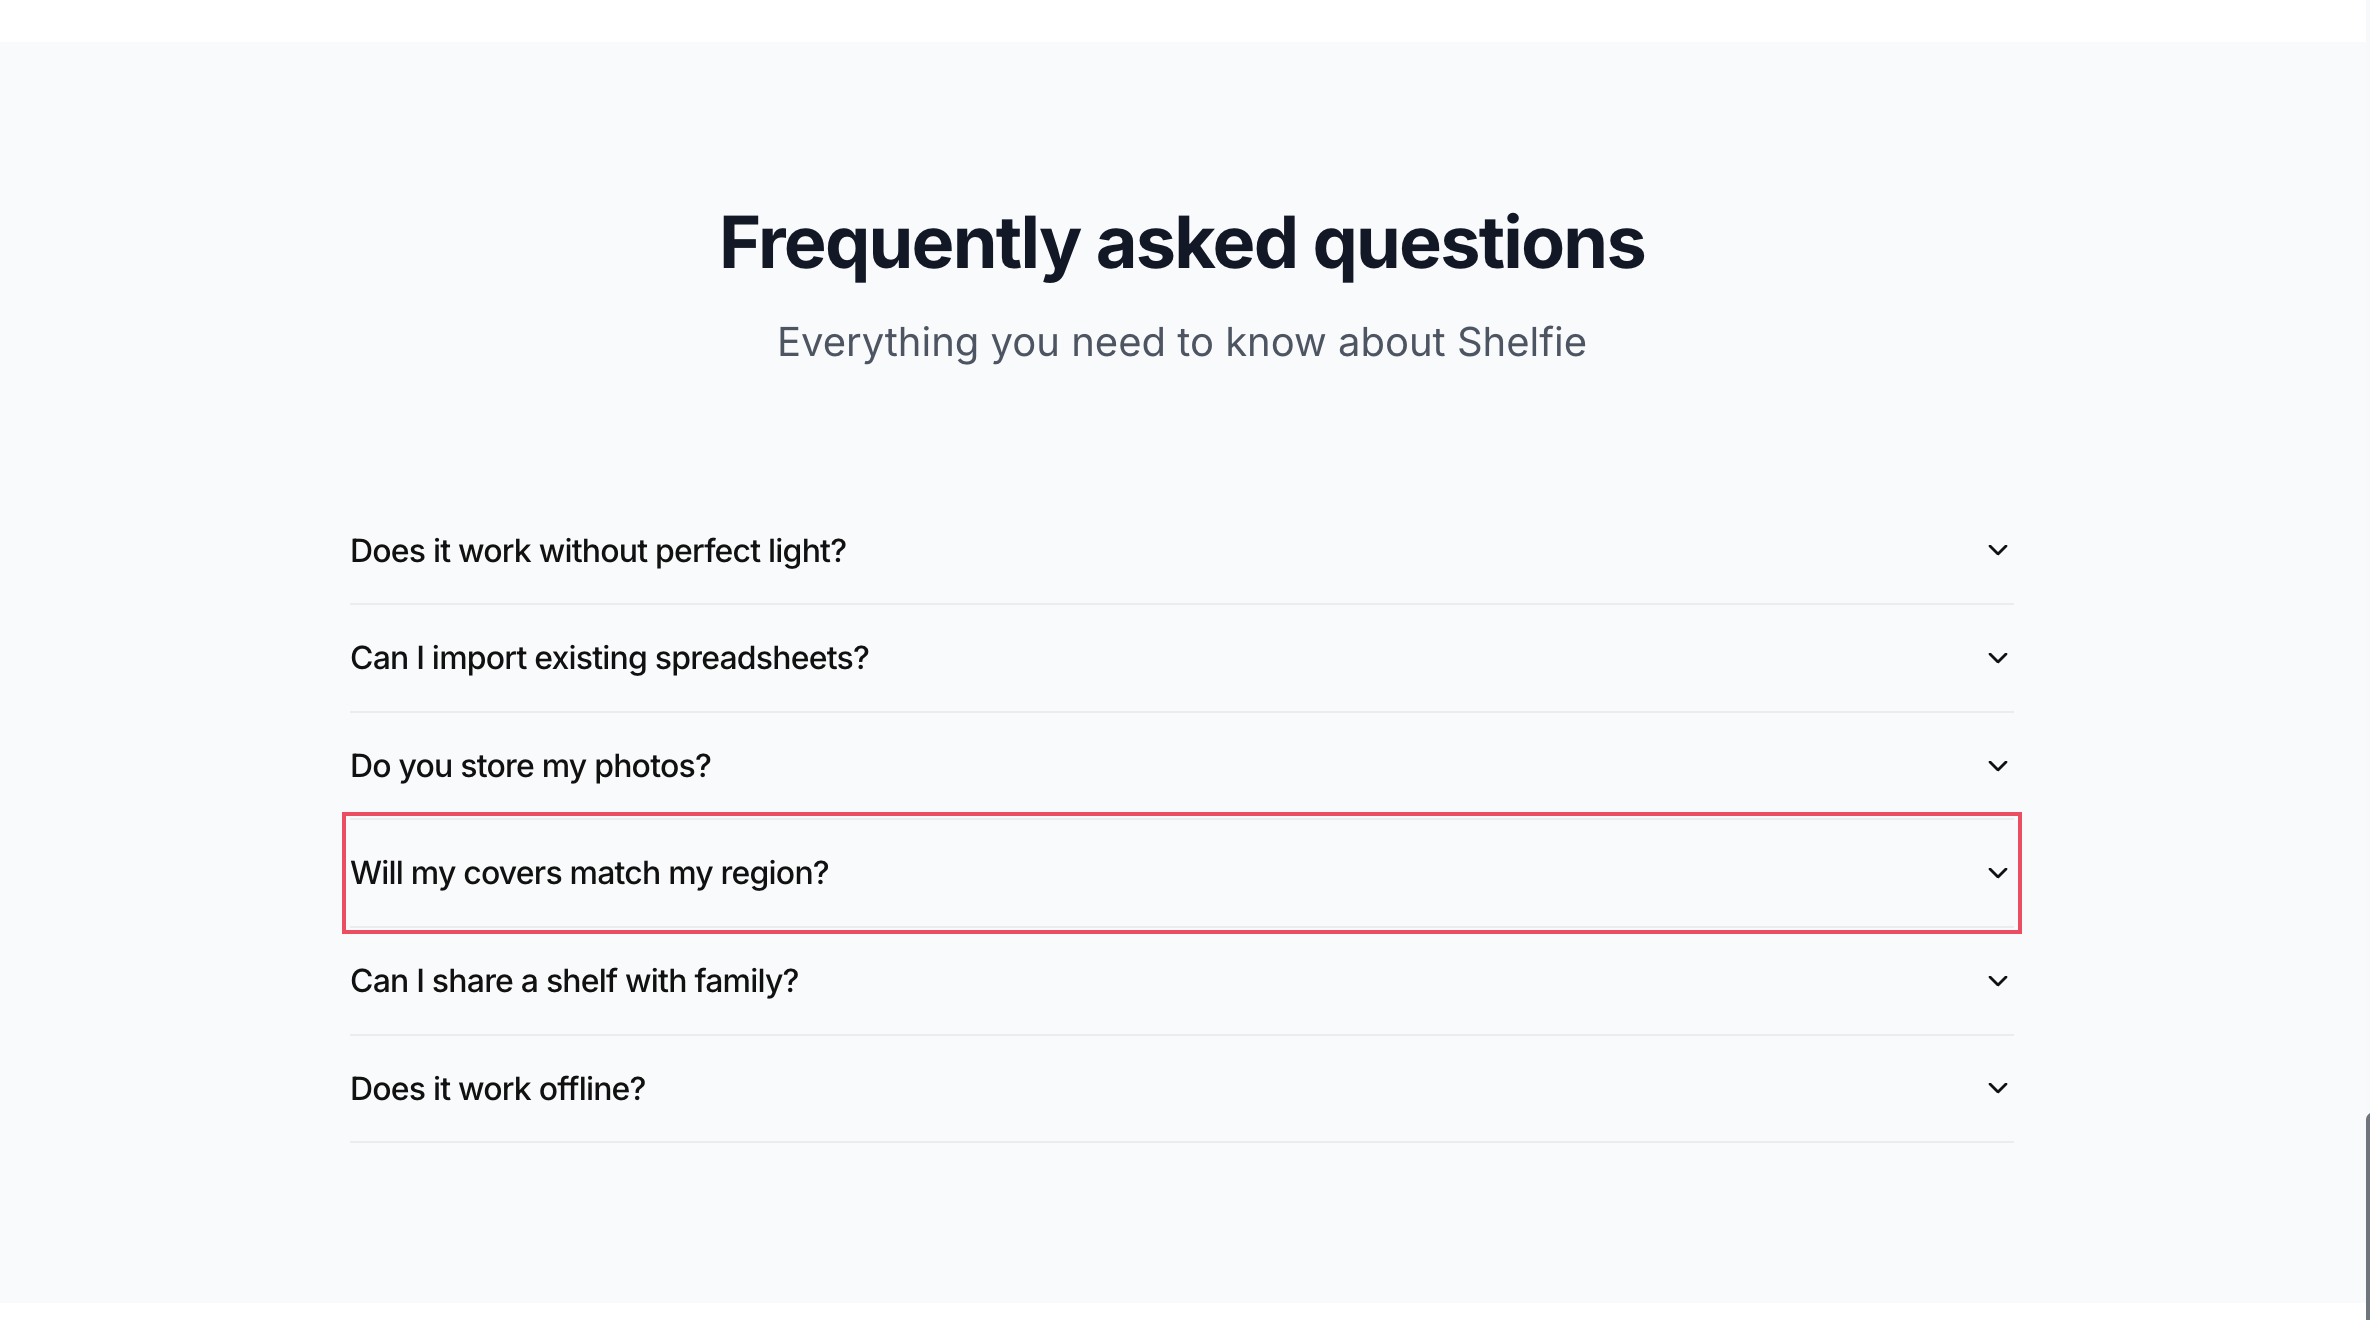 Frequently asked questions
Everything you need to know about Shelfie
Does it work without perfect light?
Can I import existing spreadsheets?
Do you store my photos?
Will my covers match my region?
Can I share a shelf with family?
Does it work offline?